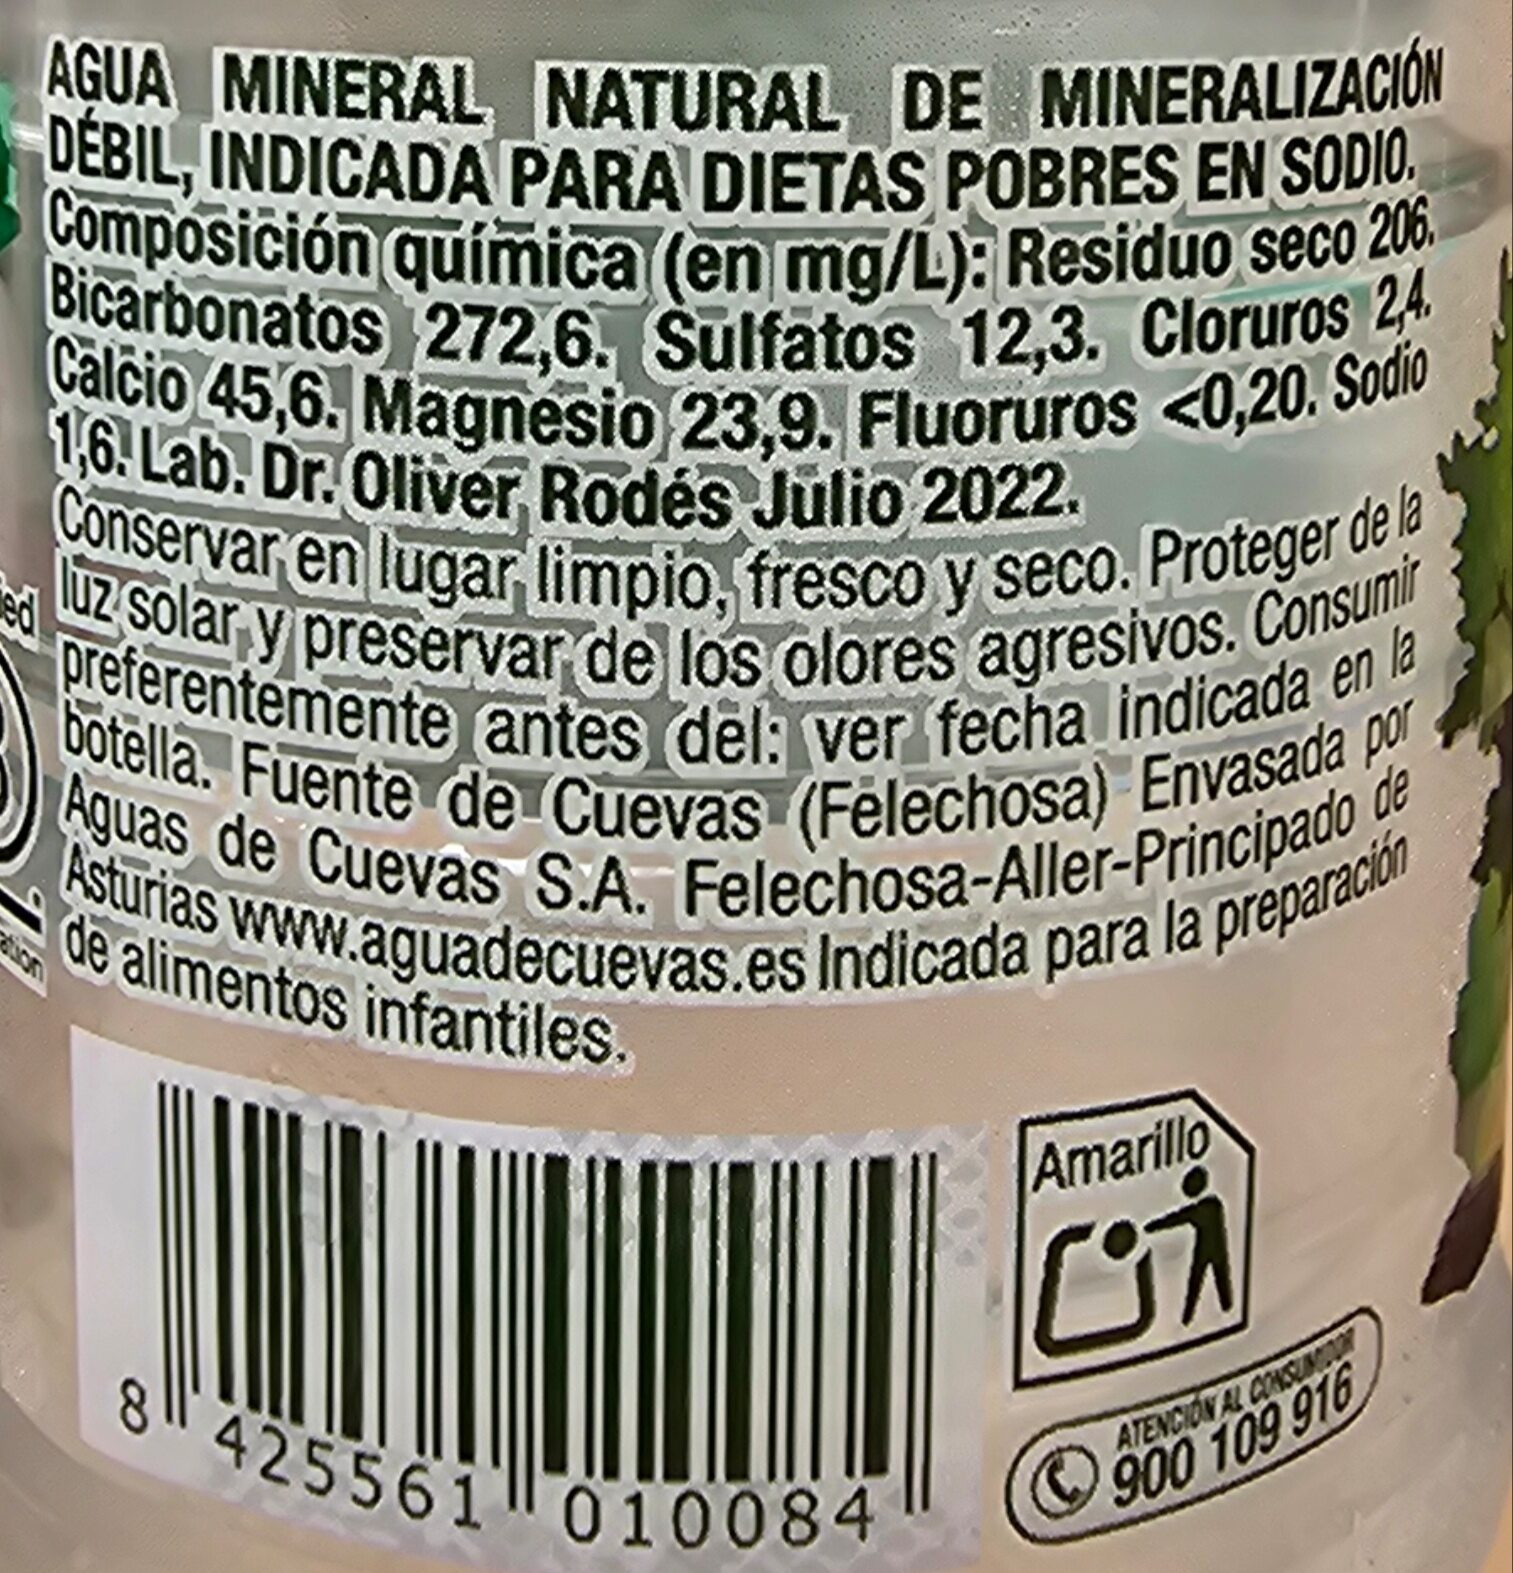 AGUA MINERAL NATURAL DE MINERALIZACIÓN
DÉBIL, INDICADA PARA DIETAS POBRES EN SODIO.
Composición química (en mg/L): Residuo seco 206.
Bicarbonatos 272,6. Sulfatos 12,3. Cloruros 2,4.
Calcio 45,6. Magnesio 23,9. Fluoruros <0,20. Sodio
1,6. Lab. Dr. Oliver Rodés Julio 2022.
Conservar en lugar limpio, fresco y seco. Proteger de la
luz solar y preservar de los olores agresivos. Consumir
preferentemente antes del: ver fecha indicada en la
botella. Fuente de Cuevas (Felechosa) Envasada por
Aguas de Cuevas S.A. Felechosa-Aller-Principado de
Asturias www.aguadecuevas.es Indicada para la preparación
de alimentos infantiles.
Amarillo
8 425561 010084
ATENCIÓN AL CONSUMIDOR
900 109 916